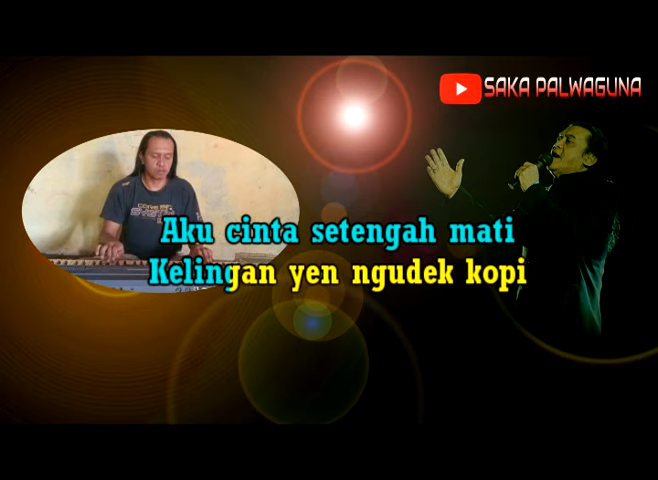 SAKA PALWAGUNA
Aku cinta setengah mati
Kelingan yen ngudek kopi